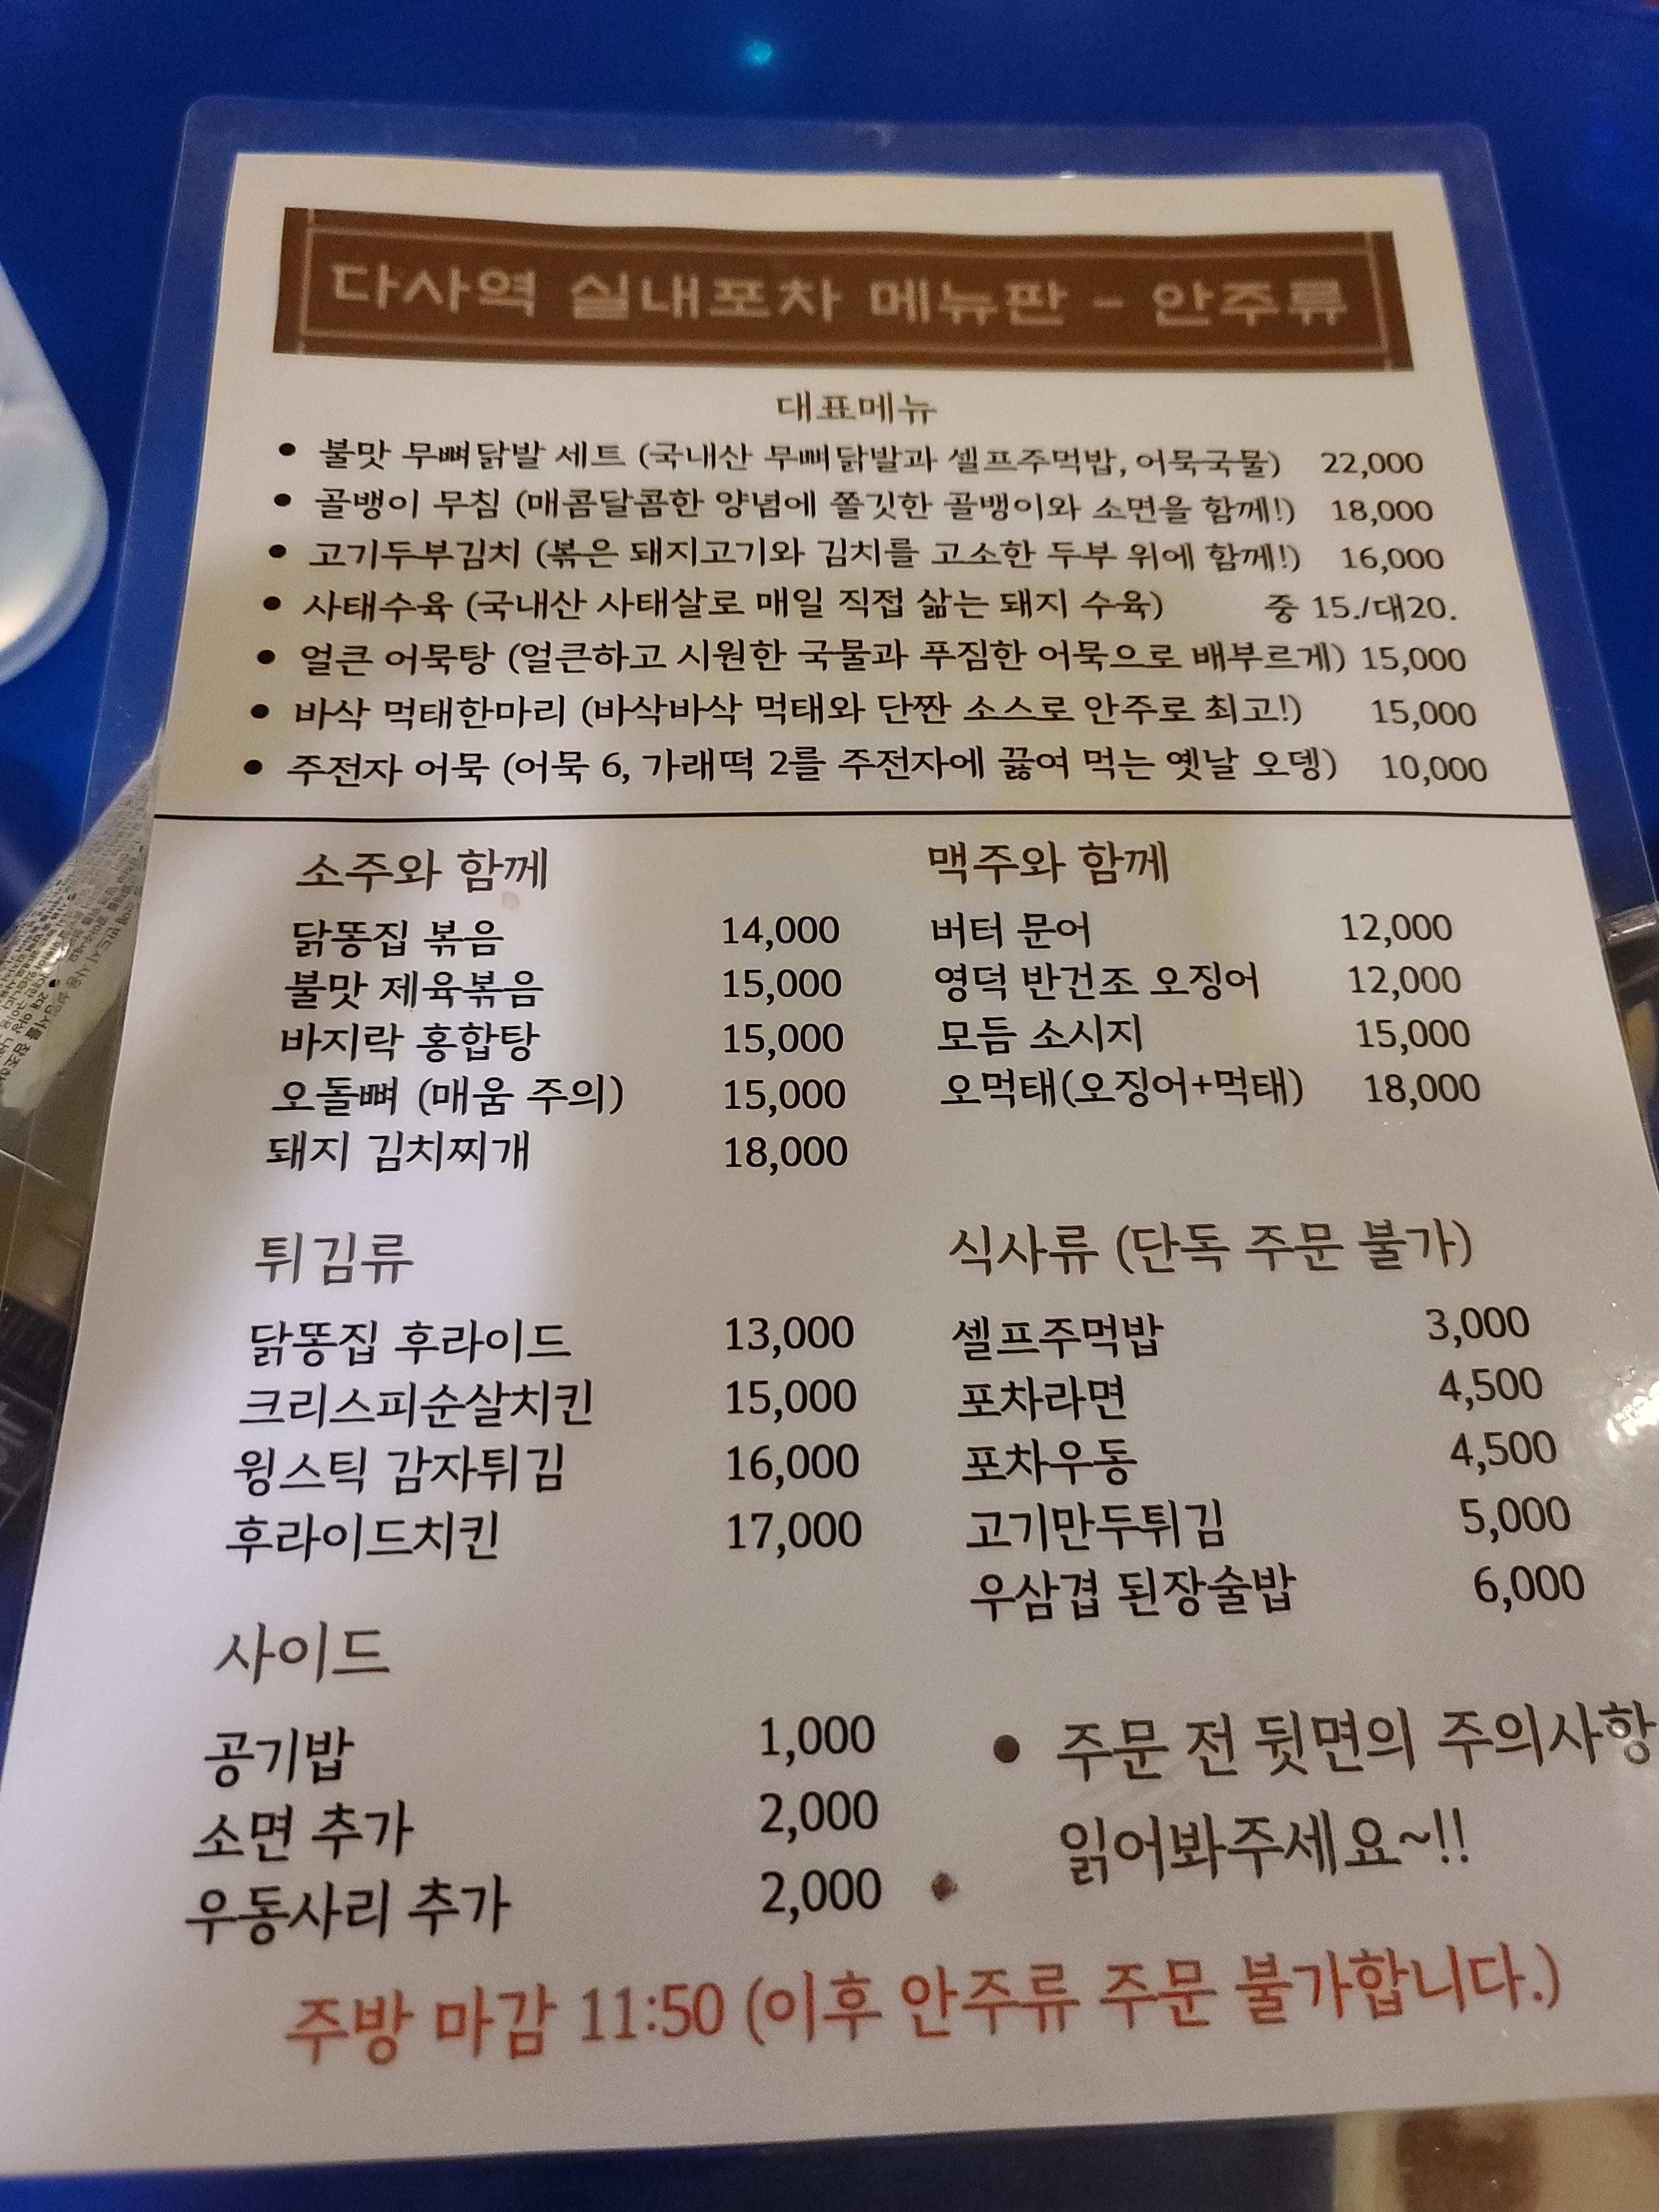 다사역 실내포차 메뉴판 - 안주류
대표메뉴
• 불맛 무뼈닭발 세트 (국내산 무뼈닭발과 셀프주먹밥, 어묵국물) 22,000
• 골뱅이 무침 (매콤달콤한 양념에 쫄깃한 골뱅이와 소면을 함께!) 18,000
• 고기두부김치 (볶은 돼지고기와 김치를 고소한 두부 위에 함께!) 16,000
• 사태수육 (국내산 사태살로 매일 직접 삶는 돼지 수육) 중 15./대20.
• 얼큰 어묵탕 (얼큰하고 시원한 국물과 푸짐한 어묵으로 배부르게) 15,000
• 바삭 먹태한마리 (바삭바삭 먹태와 단짠 소스로 안주로 최고!) 15,000
• 주전자 어묵 (어묵 6, 가래떡 2를 주전자에 끓여 먹는 옛날 오뎅) 10,000
소주와 함께
닭똥집 볶음 14,000
불맛 제육볶음 15,000
바지락 홍합탕 15,000
오돌뼈 (매움 주의) 15,000
돼지 김치찌개 18,000
맥주와 함께
버터 문어 12,000
영덕 반건조 오징어 12,000
모듬 소시지 15,000
오먹태(오징어+먹태) 18,000
튀김류
닭똥집 후라이드 13,000
크리스피순살치킨 15,000
윙스틱 감자튀김 16,000
후라이드치킨 17,000
식사류 (단독 주문 불가)
셀프주먹밥 3,000
포차라면 4,500
포차우동 4,500
고기만두튀김 5,000
우삼겹 된장술밥 6,000
사이드
공기밥 1,000
소면 추가 2,000
우동사리 추가 2,000
• 주문 전 뒷면의 주의사항
읽어봐주세요~!!
주방 마감 11:50 (이후 안주류 주문 불가합니다.)